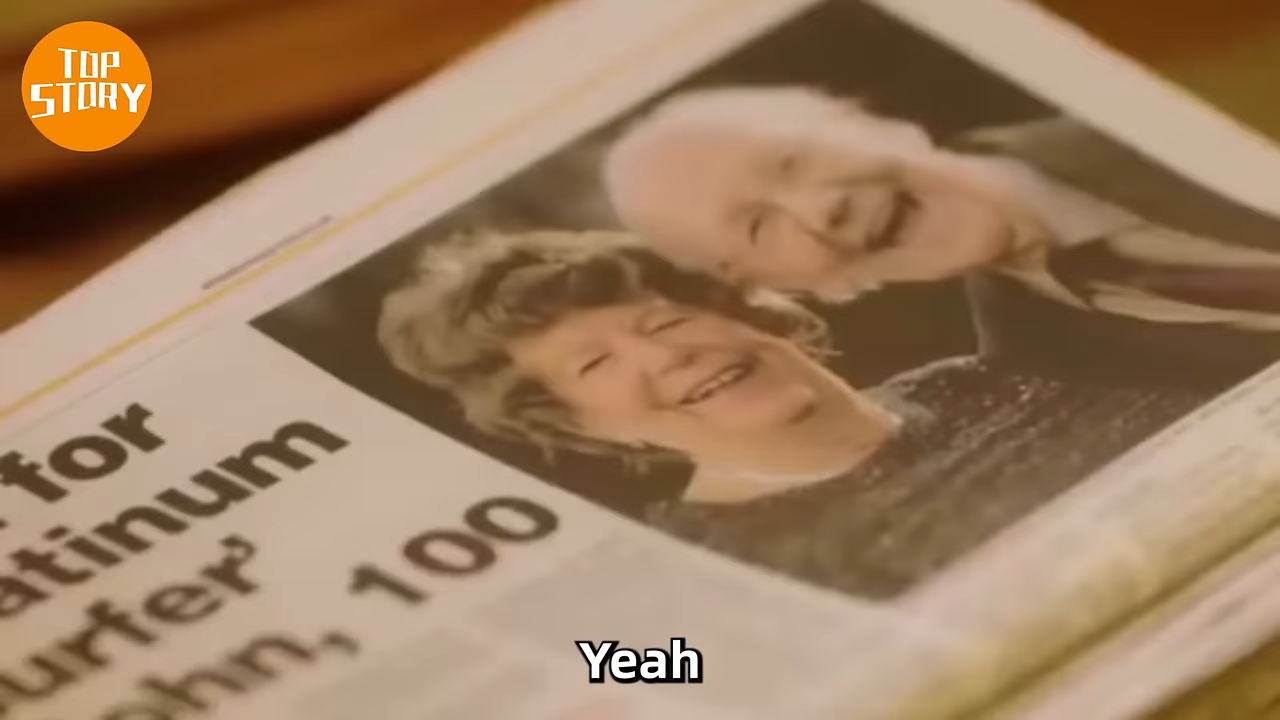 TOP
STORY
for
atinum
urfer’
ohn, 100
Yeah